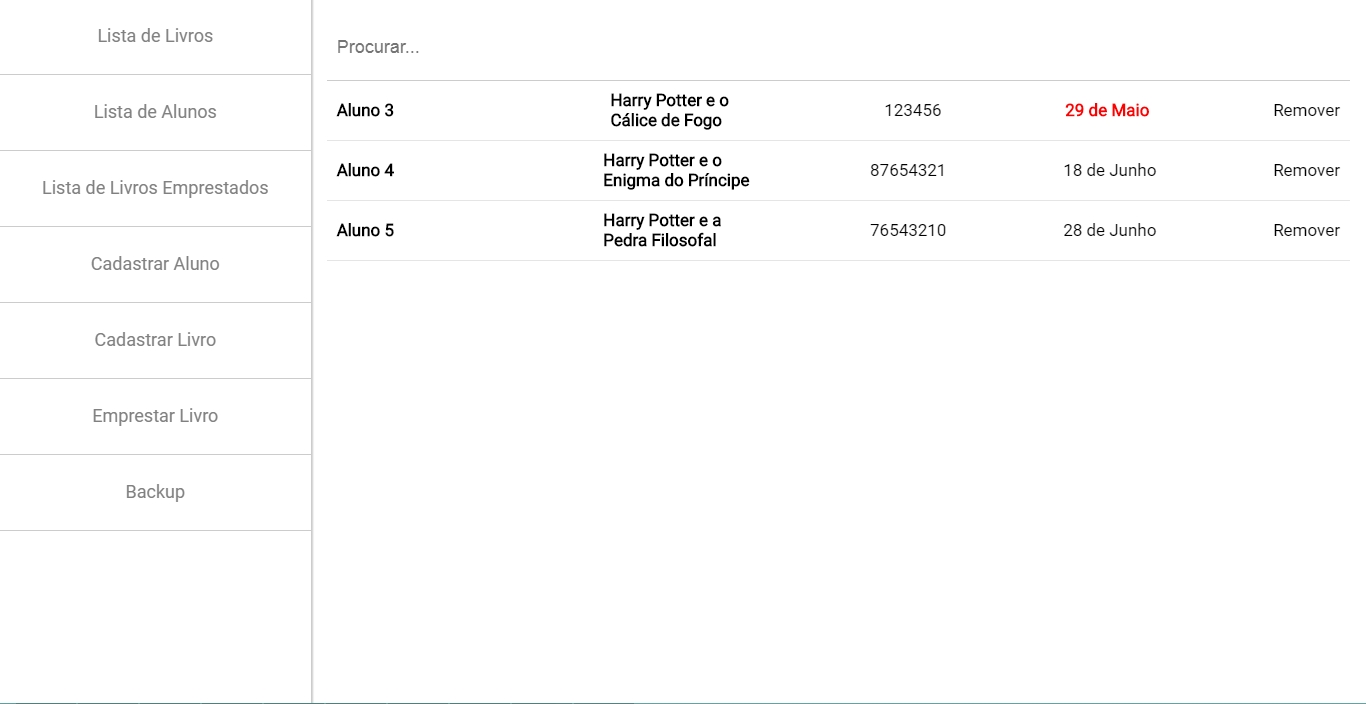 Lista de Livros
Lista de Alunos
Lista de Livros Emprestados
Cadastrar Aluno
Cadastrar Livro
Emprestar Livro
Backup
Procurar...
Aluno 3
Harry Potter e o
Cálice de Fogo
123456
29 de Maio
Remover
Aluno 4
Harry Potter e o
Enigma do Príncipe
87654321
18 de Junho
Remover
Aluno 5
Harry Potter e a
Pedra Filosofal
76543210
28 de Junho
Remover